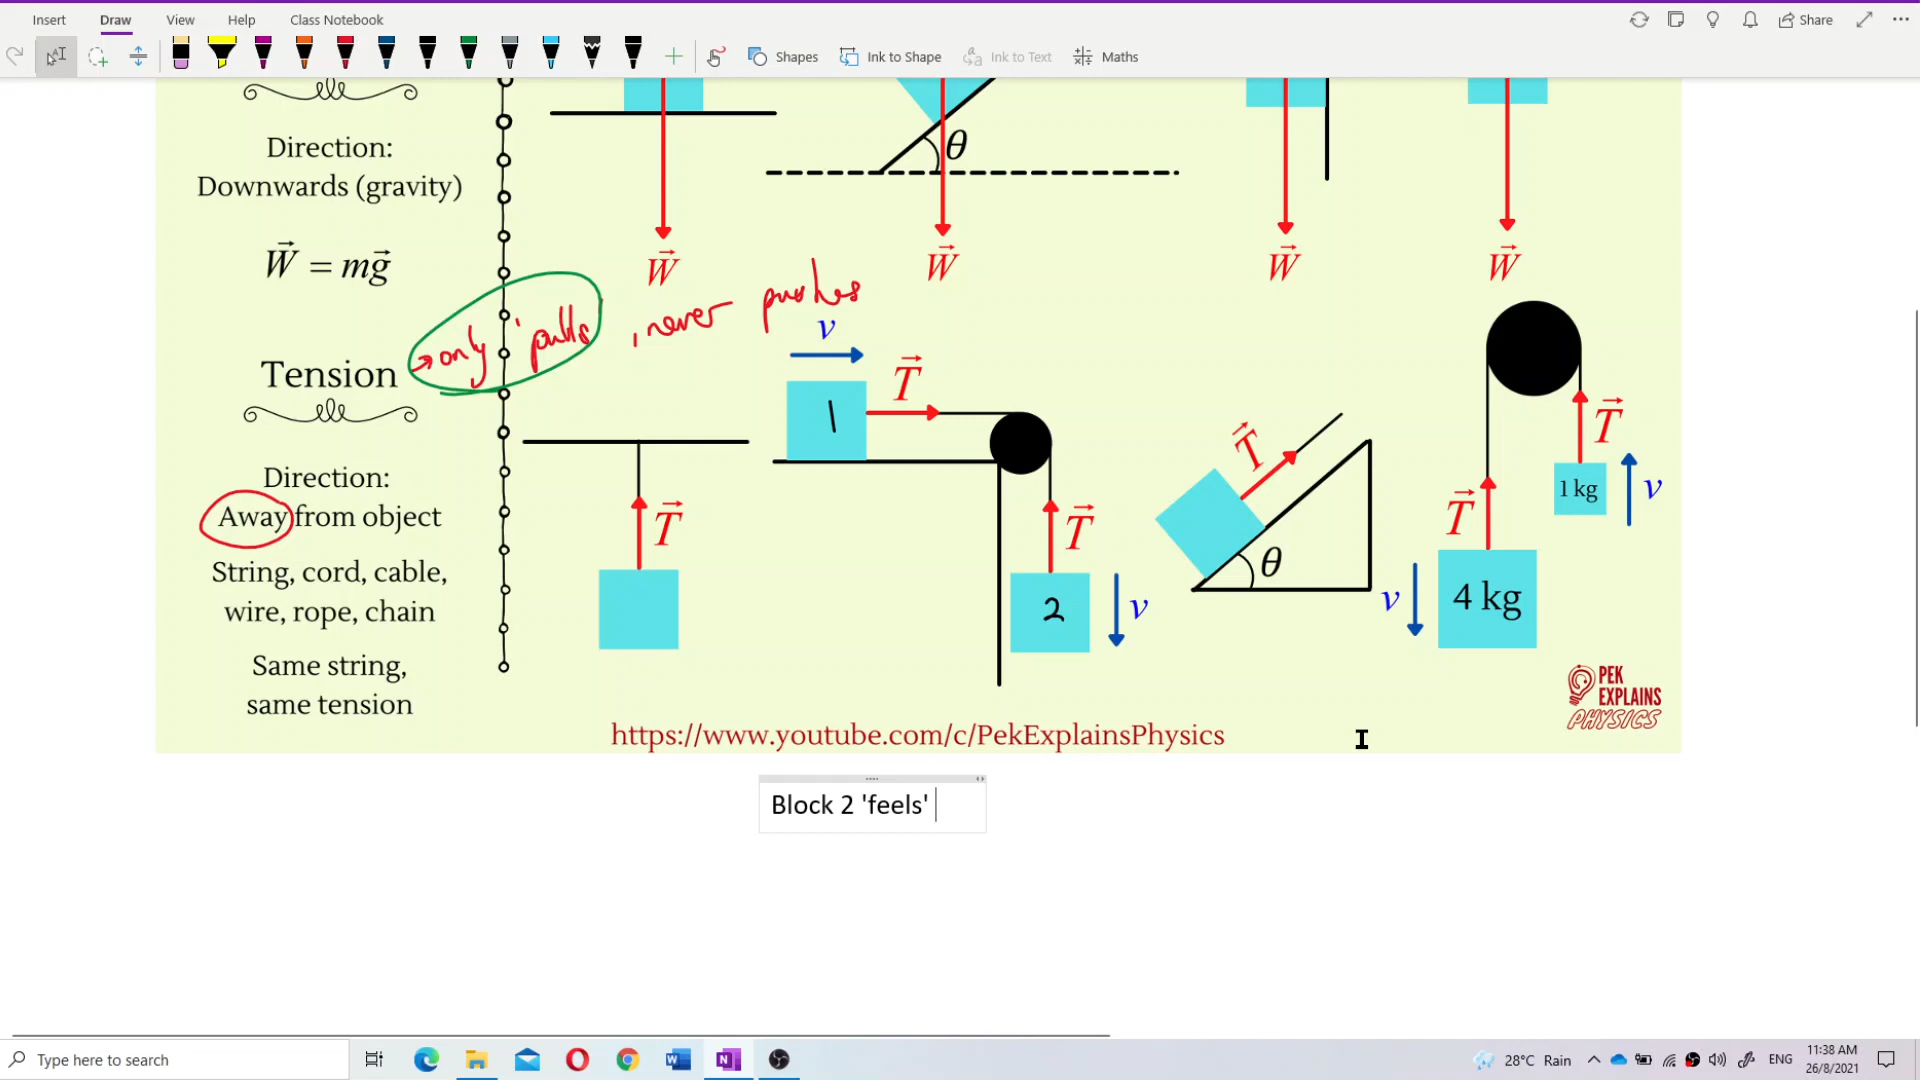 Insert Draw View Help Class Notebook Share
Shapes Ink to Shape Ink to Text Maths
Direction:
Downwards (gravity)
θ
W = mg
W W W W
→ only 'pulls , never pushes
Tension
v
T
1
T
T
1 kg
v
Direction:
Away from object
T
T
T
θ
String, cord, cable,
wire, rope, chain
2
v
v
4 kg
Same string,
same tension
PEK
EXPLAINS
PHYSICS
https://www.youtube.com/c/PekExplainsPhysics
Block 2 'feels'
Type here to search
28°C Rain
ENG
11:38 AM
26/8/2021